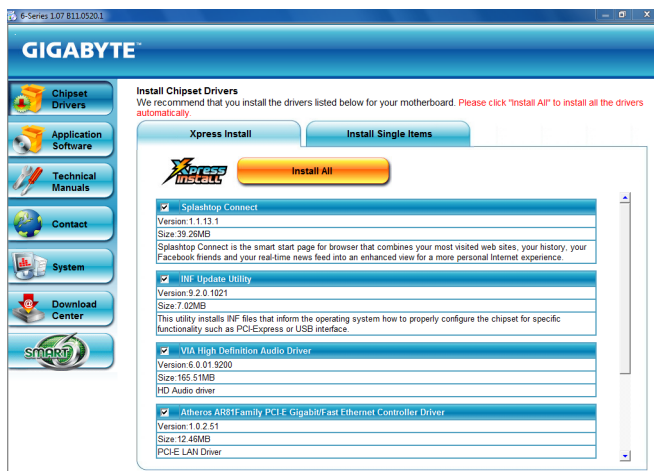 6-Series 1.07 B11.0520.1
GIGABYTE™
Chipset
Drivers
Application
Software
Technical
Manuals
Contact
System
Download
Center
SMART
Install Chipset Drivers
We recommend that you install the drivers listed below for your motherboard. Please click "Install All" to install all the drivers
automatically.
Xpress Install
Install Single Items
Xpress
INSTALL
Install All
Splashtop Connect
Version:1.1.13.1
Size:39.26MB
Splashtop Connect is the smart start page for browser that combines your most visited web sites, your history, your
Facebook friends and your real-time news feed into an enhanced view for a more personal Internet experience.
INF Update Utility
Version:9.2.0.1021
Size:7.02MB
This utility installs INF files that inform the operating system how to properly configure the chipset for specific
functionality such as PCI-Express or USB interface.
VIA High Definition Audio Driver
Version:6.0.01.9200
Size:165.51MB
HD Audio driver
Atheros AR81Family PCI-E Gigabit/Fast Ethernet Controller Driver
Version:1.0.2.51
Size:12.46MB
PCI-E LAN Driver